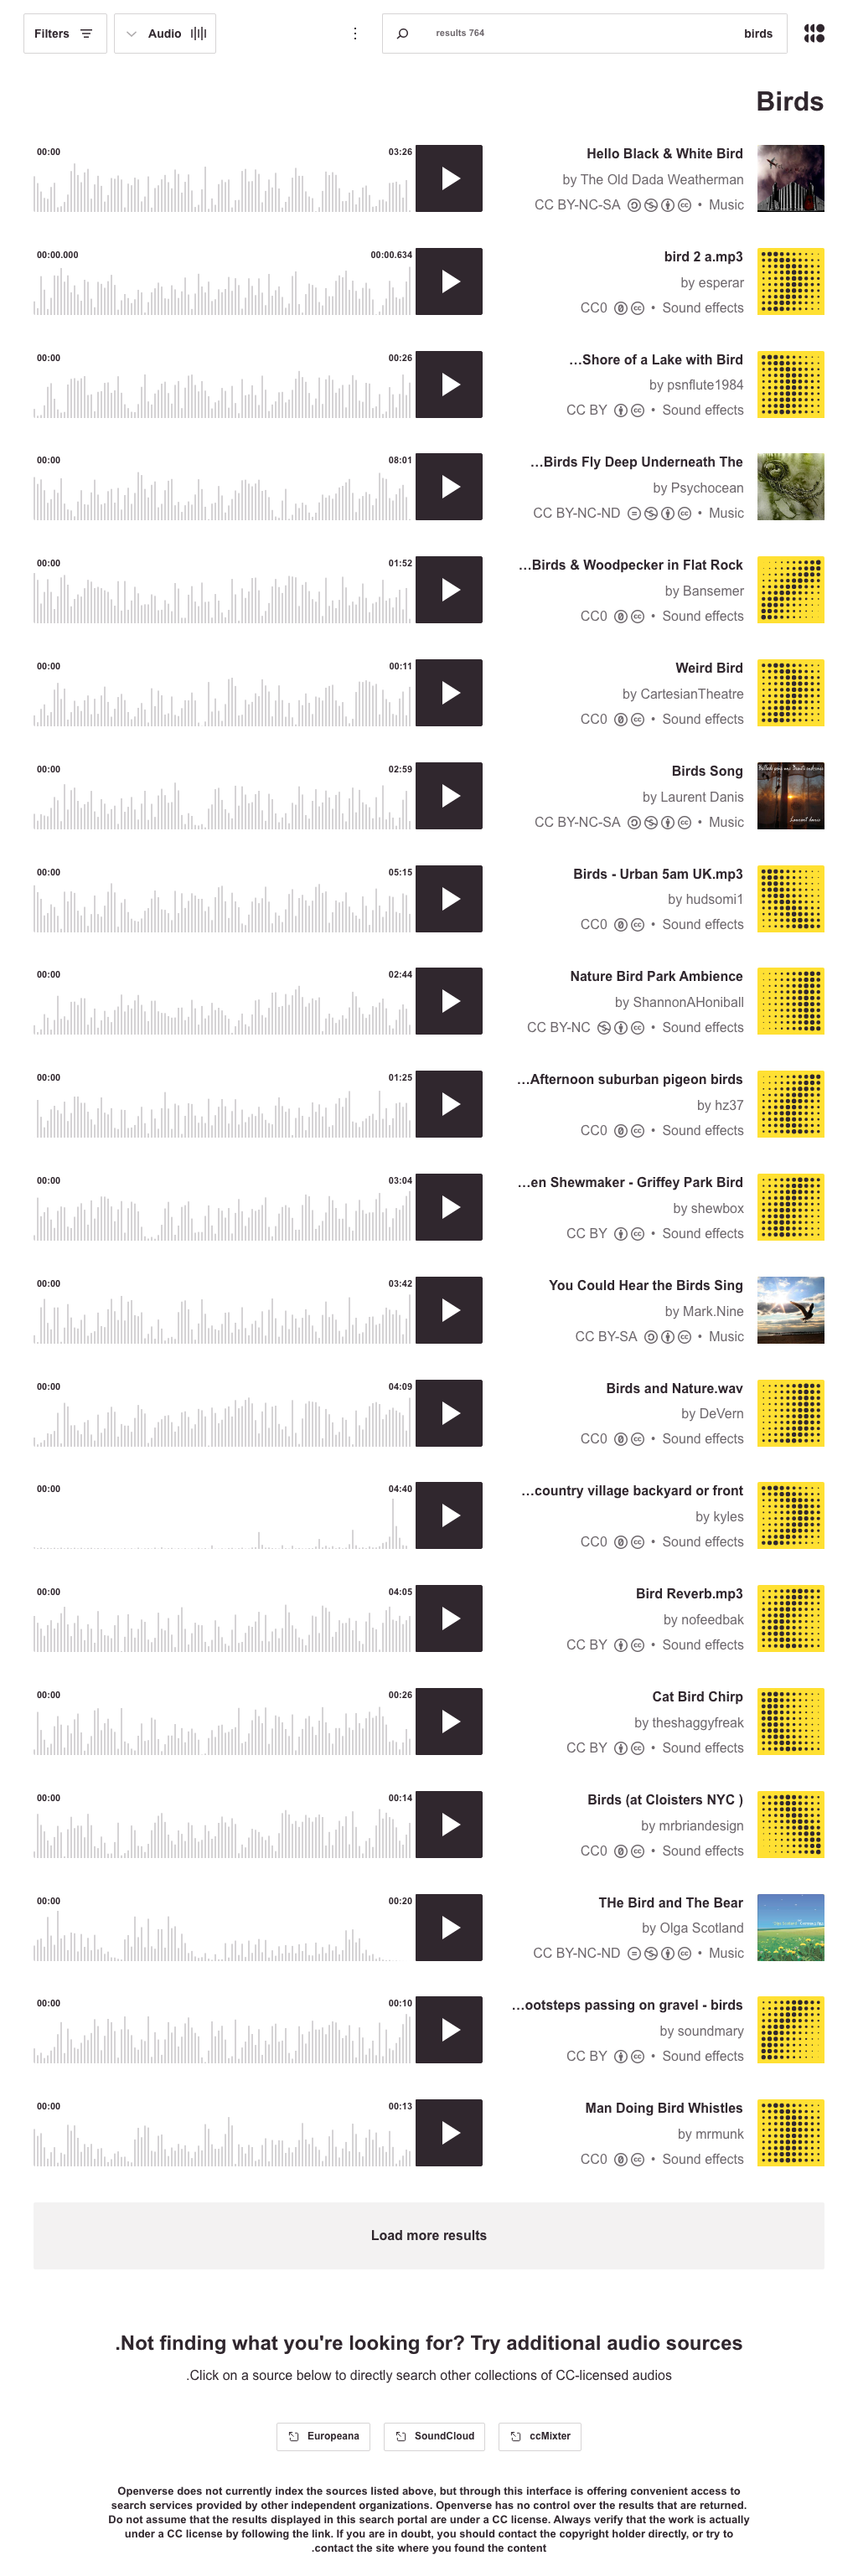 birds
results 764
Audio
Filters
Birds
Hello Black & White Bird
by The Old Dada Weatherman
CC BY-NC-SA • Music
03:26
00:00
bird 2 a.mp3
by esperar
CC0 • Sound effects
00:00.634
00:00.000
…Shore of a Lake with Bird
by psnflute1984
CC BY • Sound effects
00:26
00:00
…Birds Fly Deep Underneath The
by Psychocean
CC BY-NC-ND • Music
08:01
00:00
…Birds & Woodpecker in Flat Rock
by Bansemer
CC0 • Sound effects
01:52
00:00
Weird Bird
by CartesianTheatre
CC0 • Sound effects
00:11
00:00
Birds Song
by Laurent Danis
CC BY-NC-SA • Music
02:59
00:00
Birds - Urban 5am UK.mp3
by hudsomi1
CC0 • Sound effects
05:15
00:00
Nature Bird Park Ambience
by ShannonAHoniball
CC BY-NC • Sound effects
02:44
00:00
…Afternoon suburban pigeon birds
by hz37
CC0 • Sound effects
01:25
00:00
…en Shewmaker - Griffey Park Bird
by shewbox
CC BY • Sound effects
03:04
00:00
You Could Hear the Birds Sing
by Mark.Nine
CC BY-SA • Music
03:42
00:00
Birds and Nature.wav
by DeVern
CC0 • Sound effects
04:09
00:00
…country village backyard or front
by kyles
CC0 • Sound effects
04:40
00:00
Bird Reverb.mp3
by nofeedbak
CC BY • Sound effects
04:05
00:00
Cat Bird Chirp
by theshaggyfreak
CC BY • Sound effects
00:26
00:00
Birds (at Cloisters NYC )
by mrbriandesign
CC0 • Sound effects
00:14
00:00
THe Bird and The Bear
by Olga Scotland
CC BY-NC-ND • Music
00:20
00:00
…ootsteps passing on gravel - birds
by soundmary
CC BY • Sound effects
00:10
00:00
Man Doing Bird Whistles
by mrmunk
CC0 • Sound effects
00:13
00:00
Load more results
.Not finding what you're looking for? Try additional audio sources
.Click on a source below to directly search other collections of CC-licensed audios
Europeana SoundCloud ccMixter
Openverse does not currently index the sources listed above, but through this interface is offering convenient access to
search services provided by other independent organizations. Openverse has no control over the results that are returned.
Do not assume that the results displayed in this search portal are under a CC license. Always verify that the work is actually
under a CC license by following the link. If you are in doubt, you should contact the copyright holder directly, or try to
.contact the site where you found the content